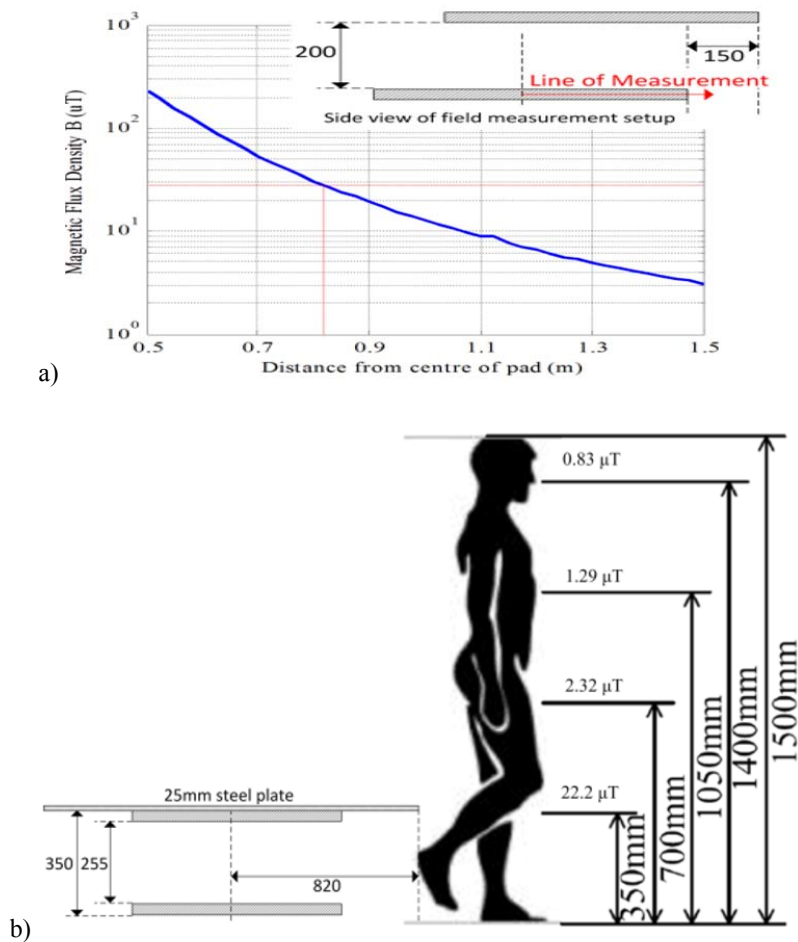 10³
10²
10¹
10⁰
Magnetic Flux Density B (uT)
200
150
Line of Measurement
Side view of field measurement setup
0.5 0.7 0.9 1.1 1.3 1.5
Distance from centre of pad (m)
a)
0.83 µT
1.29 µT
2.32 µT
22.2 µT
350mm
700mm
1050mm
1400mm
1500mm
25mm steel plate
350 255
820
b)